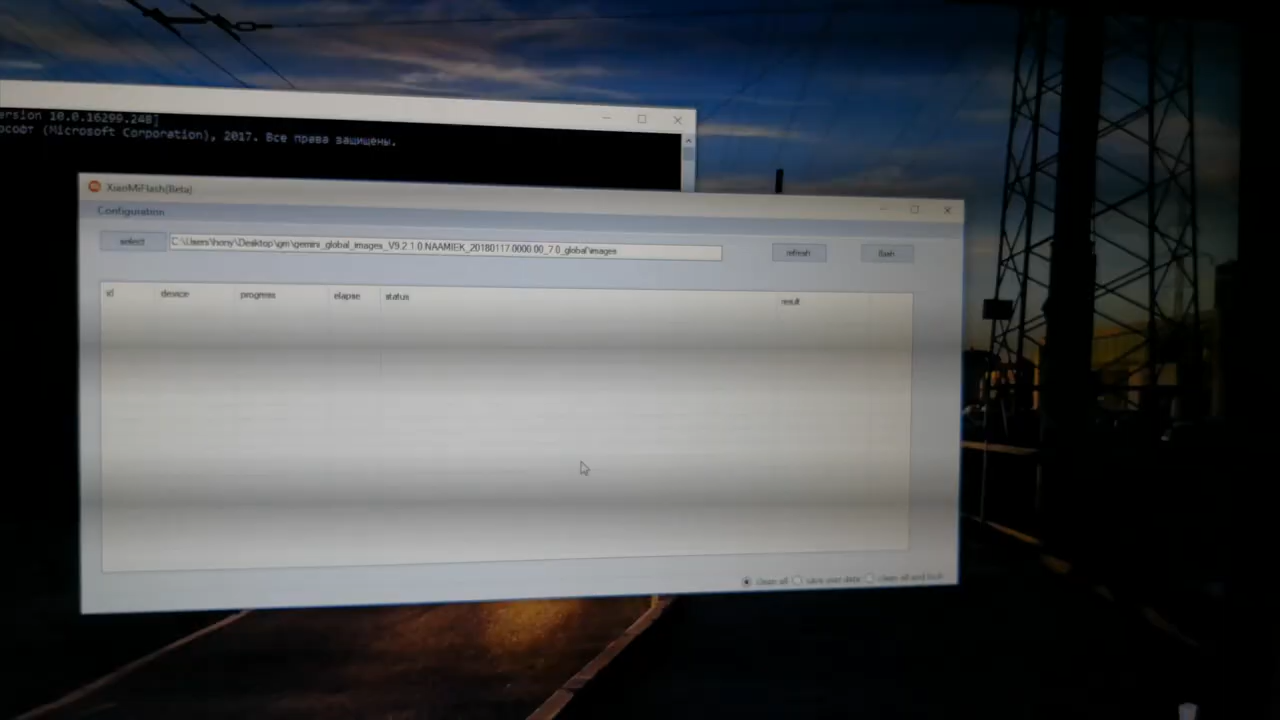 ersion 10.0.16299.248]
ософт (Microsoft Corporation), 2017. Все права защищены.
XiaoMiFlash(Beta)
Configuration
select C:\Users\hony\Desktop\gm\gemini_global_images_V9.2.1.0.NAAMIEK_20180117.0000.00_7.0_global\images refresh flash
id device progress elapse status result
clean all save user data clean all and lock